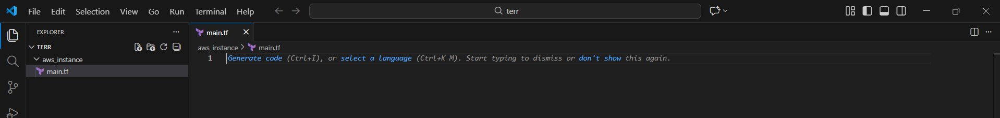 File Edit Selection View Go Run Terminal Help terr
EXPLORER
main.tf
TERR
aws_instance > main.tf
aws_instance
1 Generate code (Ctrl+I), or select a language (Ctrl+K M). Start typing to dismiss or don't show this again.
main.tf